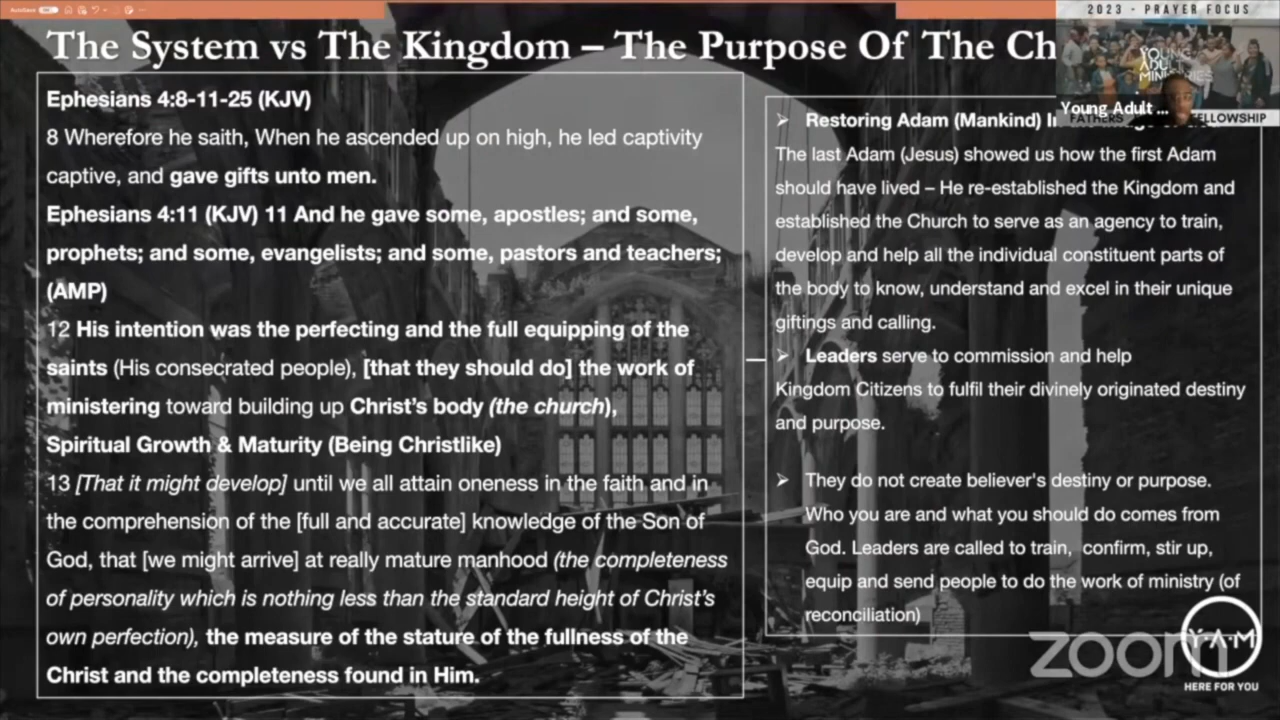 AutoSave
2023 - PRAYER FOCUS
The System vs The Kingdom – The Purpose Of The Ch
YOUNG
ADULT
MINISTRIES
Young Adult ...
FATHERS
FELLOWSHIP
Ephesians 4:8-11-25 (KJV)
8 Wherefore he saith, When he ascended up on high, he led captivity
captive, and gave gifts unto men.
Ephesians 4:11 (KJV) 11 And he gave some, apostles; and some,
prophets; and some, evangelists; and some, pastors and teachers;
(AMP)
12 His intention was the perfecting and the full equipping of the
saints (His consecrated people), [that they should do] the work of
ministering toward building up Christ's body (the church),
Spiritual Growth & Maturity (Being Christlike)
13 [That it might develop] until we all attain oneness in the faith and in
the comprehension of the [full and accurate] knowledge of the Son of
God, that [we might arrive] at really mature manhood (the completeness
of personality which is nothing less than the standard height of Christ's
own perfection), the measure of the stature of the fullness of the
Christ and the completeness found in Him.
➢ Restoring Adam (Mankind)
The last Adam (Jesus) showed us how the first Adam
should have lived – He re-established the Kingdom and
established the Church to serve as an agency to train,
develop and help all the individual constituent parts of
the body to know, understand and excel in their unique
giftings and calling.
➢ Leaders serve to commission and help
Kingdom Citizens to fulfil their divinely originated destiny
and purpose.
➢ They do not create believer's destiny or purpose.
Who you are and what you should do comes from
God. Leaders are called to train, confirm, stir up,
equip and send people to do the work of ministry (of
reconciliation)
zoom
Y·A·M
HERE FOR YOU